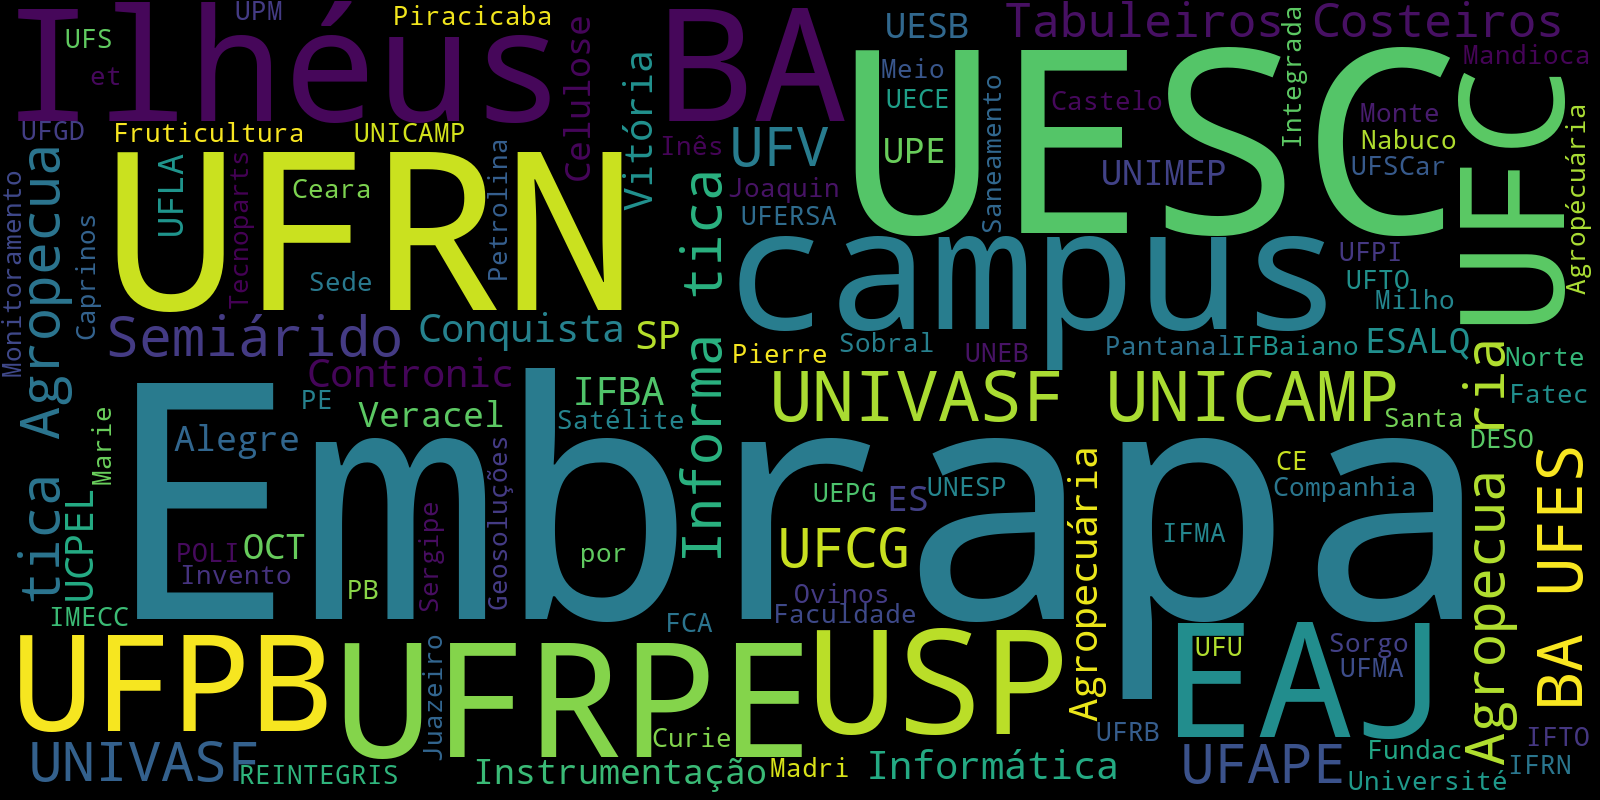 Ilhéus
BA
UPM
Piracicaba
UFS
et
Celulose
UESB
Tabuleiros
Costeiros
Meio
UECE
UESC
Castelo
Integrada
Mandioca
UFGD
Fruticultura
UNICAMP
Vitória
Inês
UFV
UPE
Saneamento
UNIMEP
Monte
Nabuco
UFSCar
UFC
Agropécuária
UFRN
UFLA
Tecnoparts
Ceara
Petrolina
Joaquin
UFERSA
Monitoramento
tica Agropecua
Caprinos
Sede
Informa tica
campus
UFPI
UFTO
Milho
Semiárido
Conquista
SP
Pierre
Sobral
UNEB
Pantanal
IFBaiano
ESALQ
Norte
Contronic
PE
IFBA
UNIVASF
UNICAMP
Agropecua ria
Fatec
Veracel
Satélite
Santa
DESO
Marie
Alegre
Embrapa
Geosoluções
UEPG
ES
UNESP
CE
Companhia
BA UFES
UCPEL
POLI
OCT
Invento
PB
Sergipe
por
UFCG
Agropecuária
IFMA
Ovinos
Faculdade
IMECC
FCA
UFPB
Juazeiro
UFRPE
USP
EAJ
UFU
Sorgo
UFMA
UNIVASF
REINTEGRIS
Curie
Instrumentação
Madri
Informática
UFRB
UFAPE
Fundac
Université
IFTO
IFRN